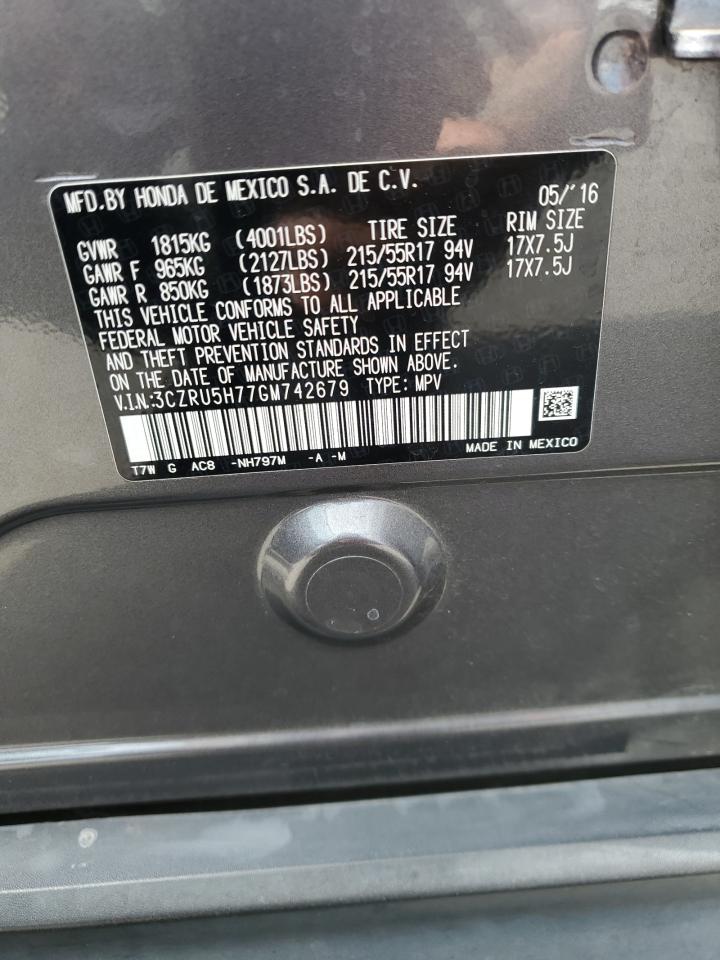 MFD.BY HONDA DE MEXICO S.A. DE C.V. 05/'16
GVWR 1815KG (4001LBS) TIRE SIZE RIM SIZE
GAWR F 965KG (2127LBS) 215/55R17 94V 17X7.5J
GAWR R 850KG (1873LBS) 215/55R17 94V 17X7.5J
THIS VEHICLE CONFORMS TO ALL APPLICABLE
FEDERAL MOTOR VEHICLE SAFETY
AND THEFT PREVENTION STANDARDS IN EFFECT
ON THE DATE OF MANUFACTURE SHOWN ABOVE.
V.I.N.:3CZRU5H77GM742679 TYPE: MPV
T7W G AC8 -NH797M -A -M MADE IN MEXICO